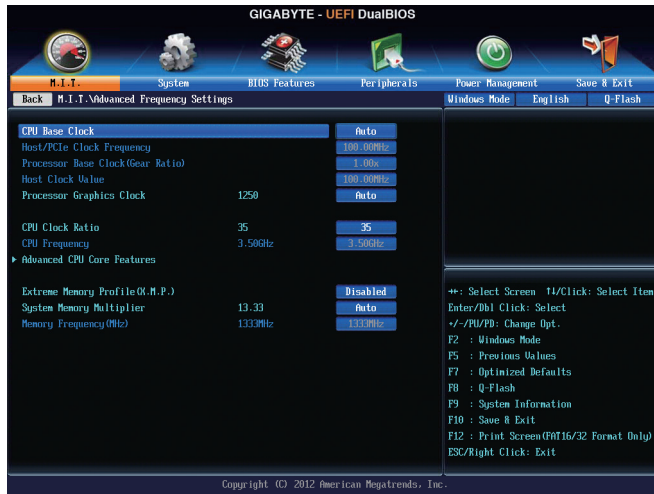 GIGABYTE - UEFI DualBIOS
M.I.T. System BIOS Features Peripherals Power Management Save & Exit
Back M.I.T.\Advanced Frequency Settings Windows Mode English Q-Flash
CPU Base Clock Auto
Host/PCIe Clock Frequency 100.00MHz
Processor Base Clock(Gear Ratio) 1.00x
Host Clock Value 100.00MHz
Processor Graphics Clock 1250 Auto
CPU Clock Ratio 35 35
CPU Frequency 3.50GHz 3.50GHz
Advanced CPU Core Features
Extreme Memory Profile(X.M.P.) Disabled
System Memory Multiplier 13.33 Auto
Memory Frequency(MHz) 1333MHz 1333MHz
↔: Select Screen ↑↓/Click: Select Item
Enter/Dbl Click: Select
+/-/PU/PD: Change Opt.
F2 : Windows Mode
F5 : Previous Values
F7 : Optimized Defaults
F8 : Q-Flash
F9 : System Information
F10 : Save & Exit
F12 : Print Screen(FAT16/32 Format Only)
ESC/Right Click: Exit
Copyright (C) 2012 American Megatrends, Inc.